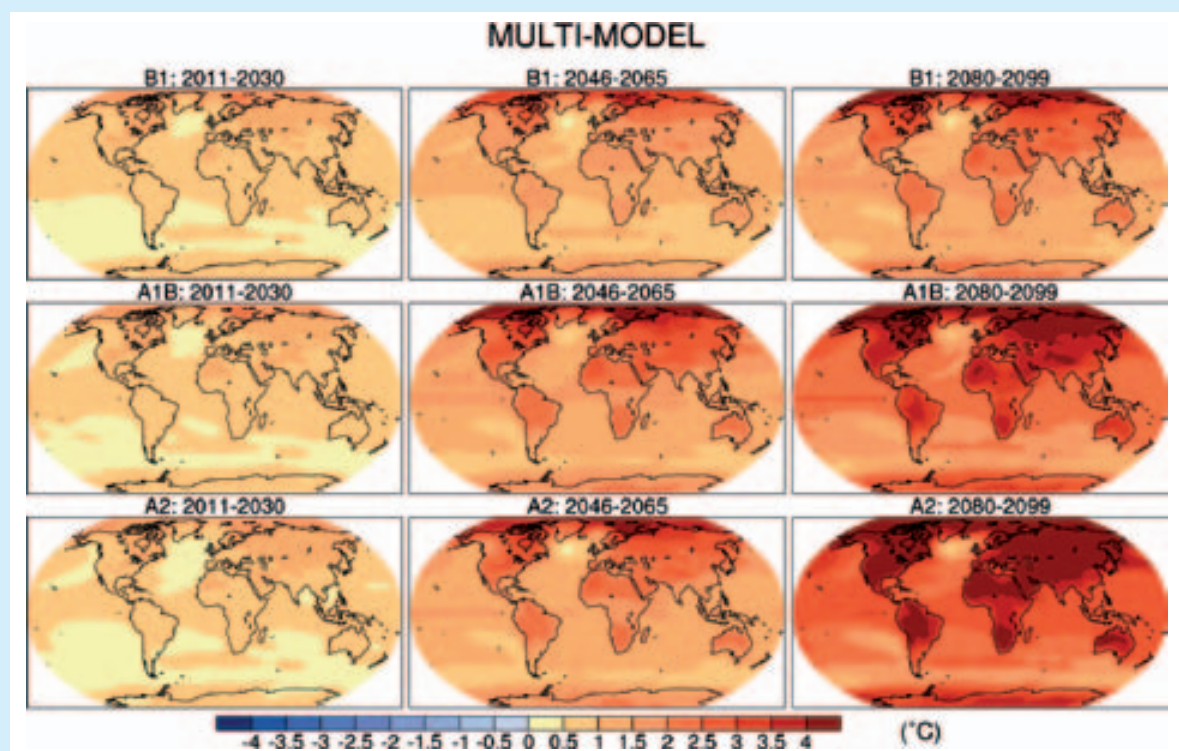 MULTI-MODEL
B1: 2011-2030 B1: 2046-2065 B1: 2080-2099
A1B: 2011-2030 A1B: 2046-2065 A1B: 2080-2099
A2: 2011-2030 A2: 2046-2065 A2: 2080-2099
-4 -3.5 -3 -2.5 -2 -1.5 -1 -0.5 0 0.5 1 1.5 2 2.5 3 3.5 4 (°C)